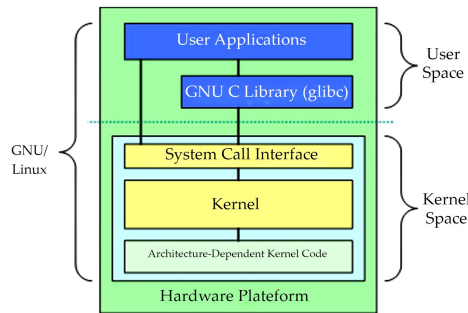 User Applications
GNU C Library (glibc)
User
Space
GNU/
Linux
System Call Interface
Kernel
Kernel
Space
Architecture-Dependent Kernel Code
Hardware Plateform